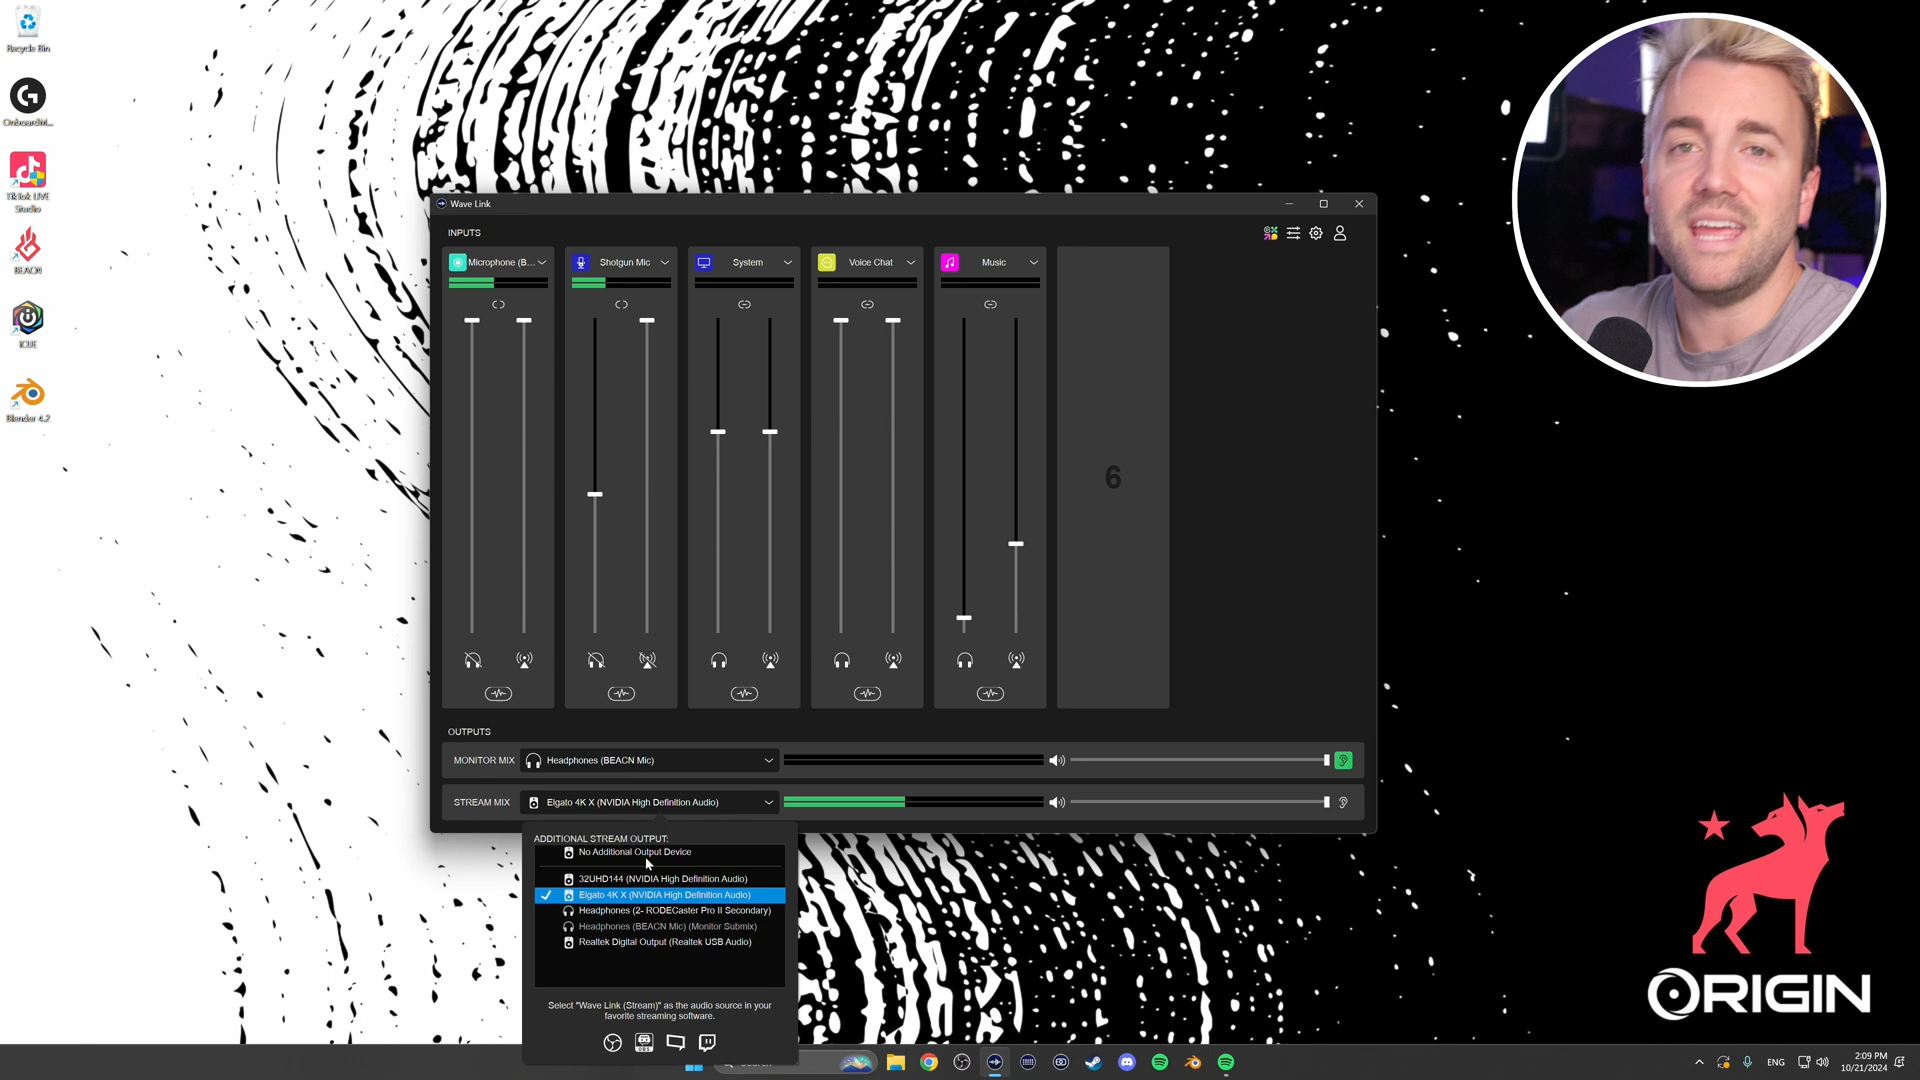 Recycle Bin
OnboardM...
TikTok LIVE
Studio
BEACN
iCUE
Blender 4.2
Wave Link
INPUTS
Microphone (B...
Shotgun Mic
System
Voice Chat
Music
6
OUTPUTS
MONITOR MIX
Headphones (BEACN Mic)
STREAM MIX
Elgato 4K X (NVIDIA High Definition Audio)
ADDITIONAL STREAM OUTPUT:
No Additional Output Device
32UHD144 (NVIDIA High Definition Audio)
Elgato 4K X (NVIDIA High Definition Audio)
Headphones (2- RODECaster Pro II Secondary)
Headphones (BEACN Mic) (Monitor Submix)
Realtek Digital Output (Realtek USB Audio)
Select "Wave Link (Stream)" as the audio source in your
favorite streaming software.
OBS
ORIGIN
ENG
2:09 PM
10/21/2024